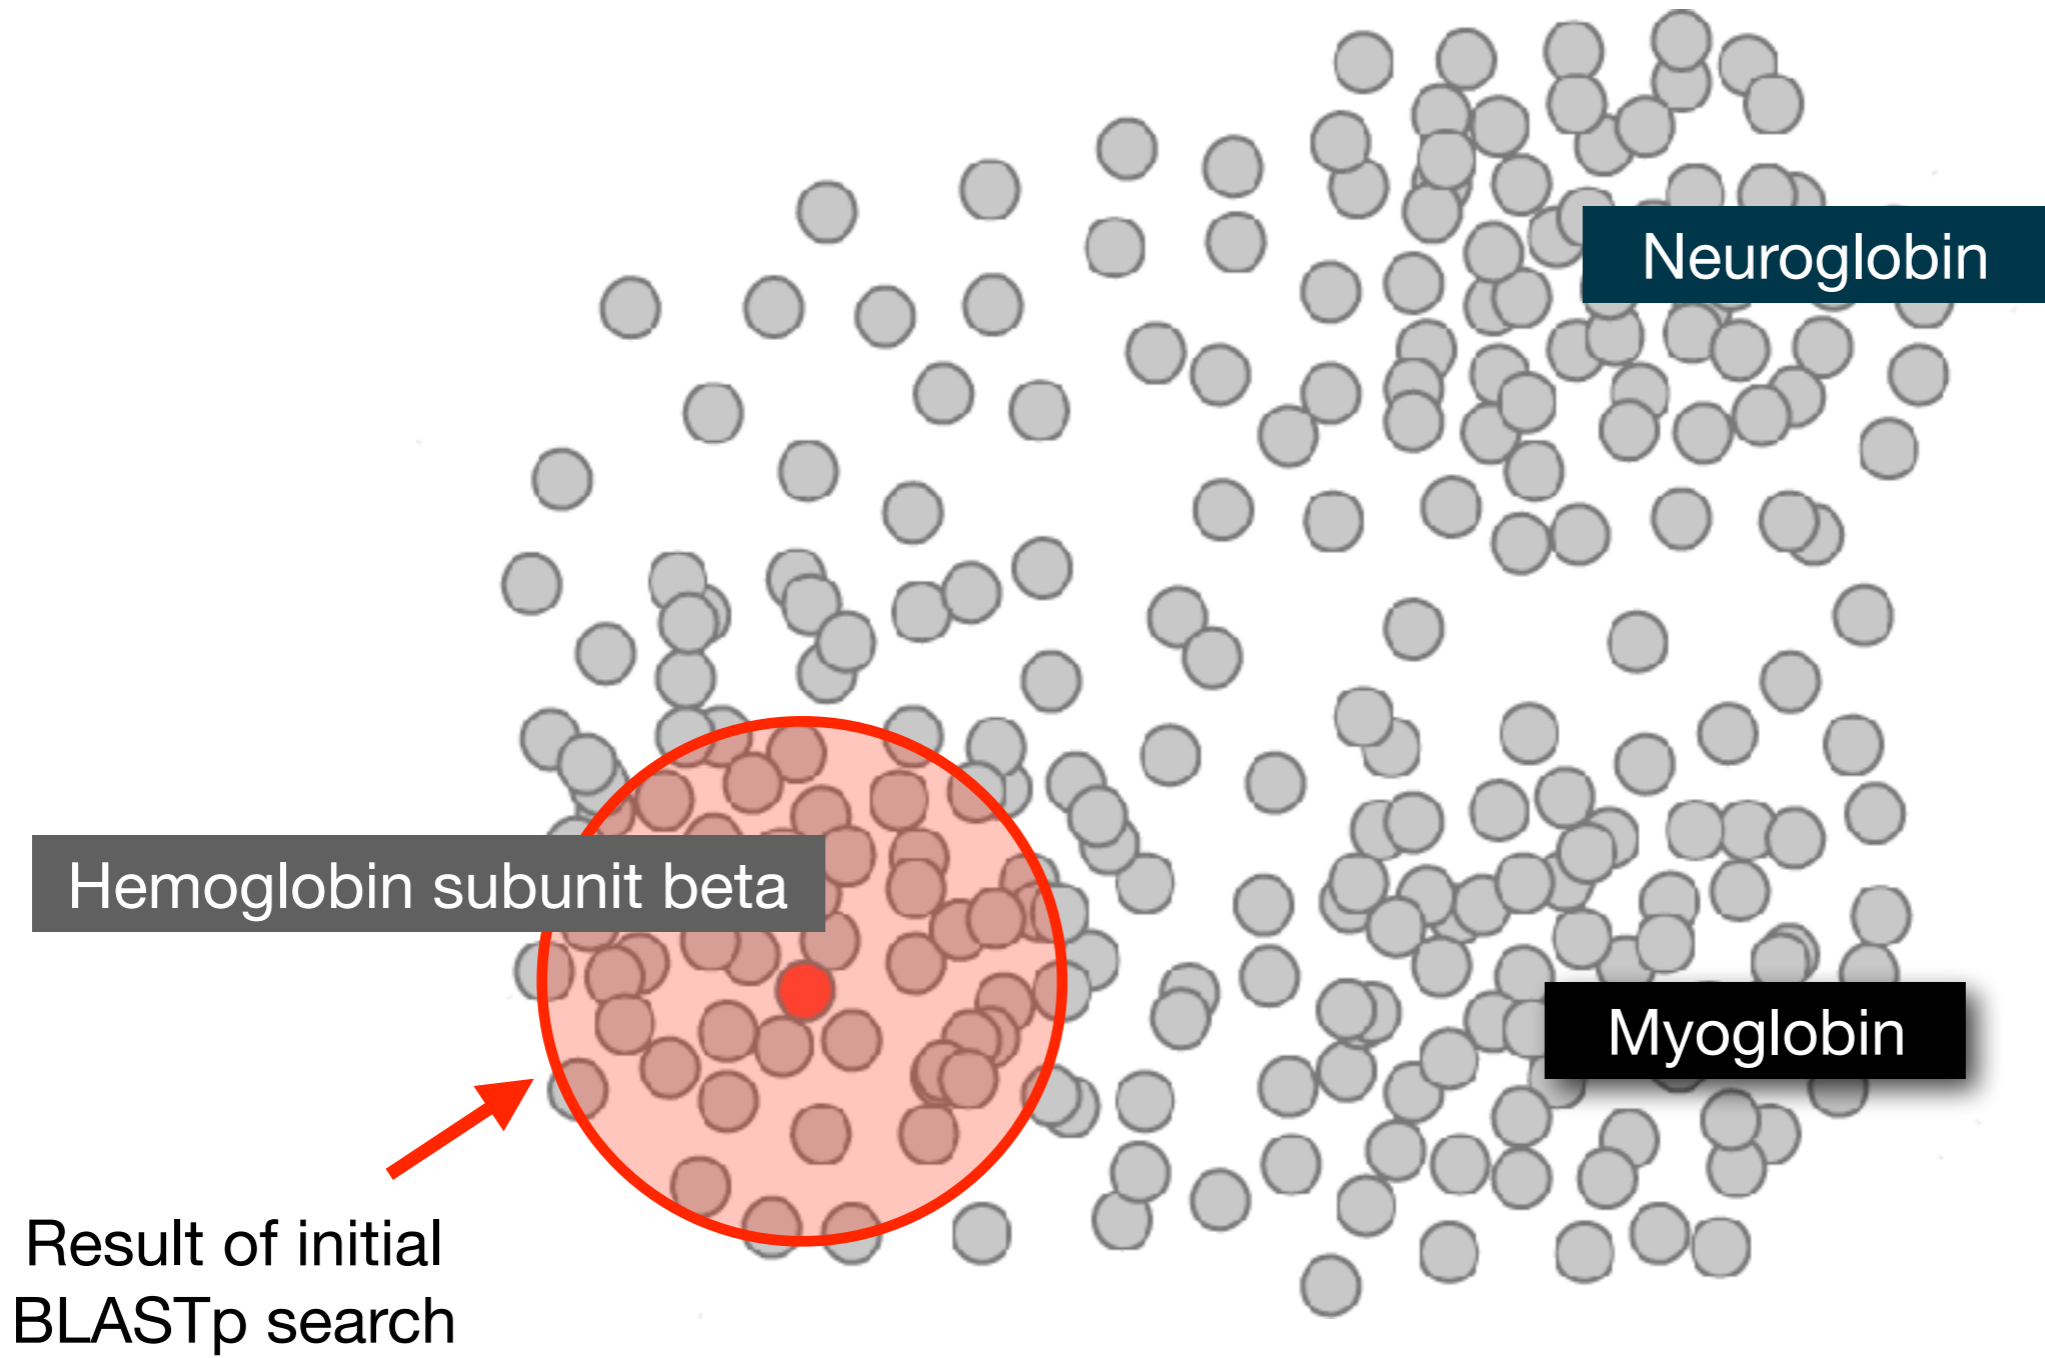 Neuroglobin
Hemoglobin subunit beta
Myoglobin
Result of initial
BLASTp search